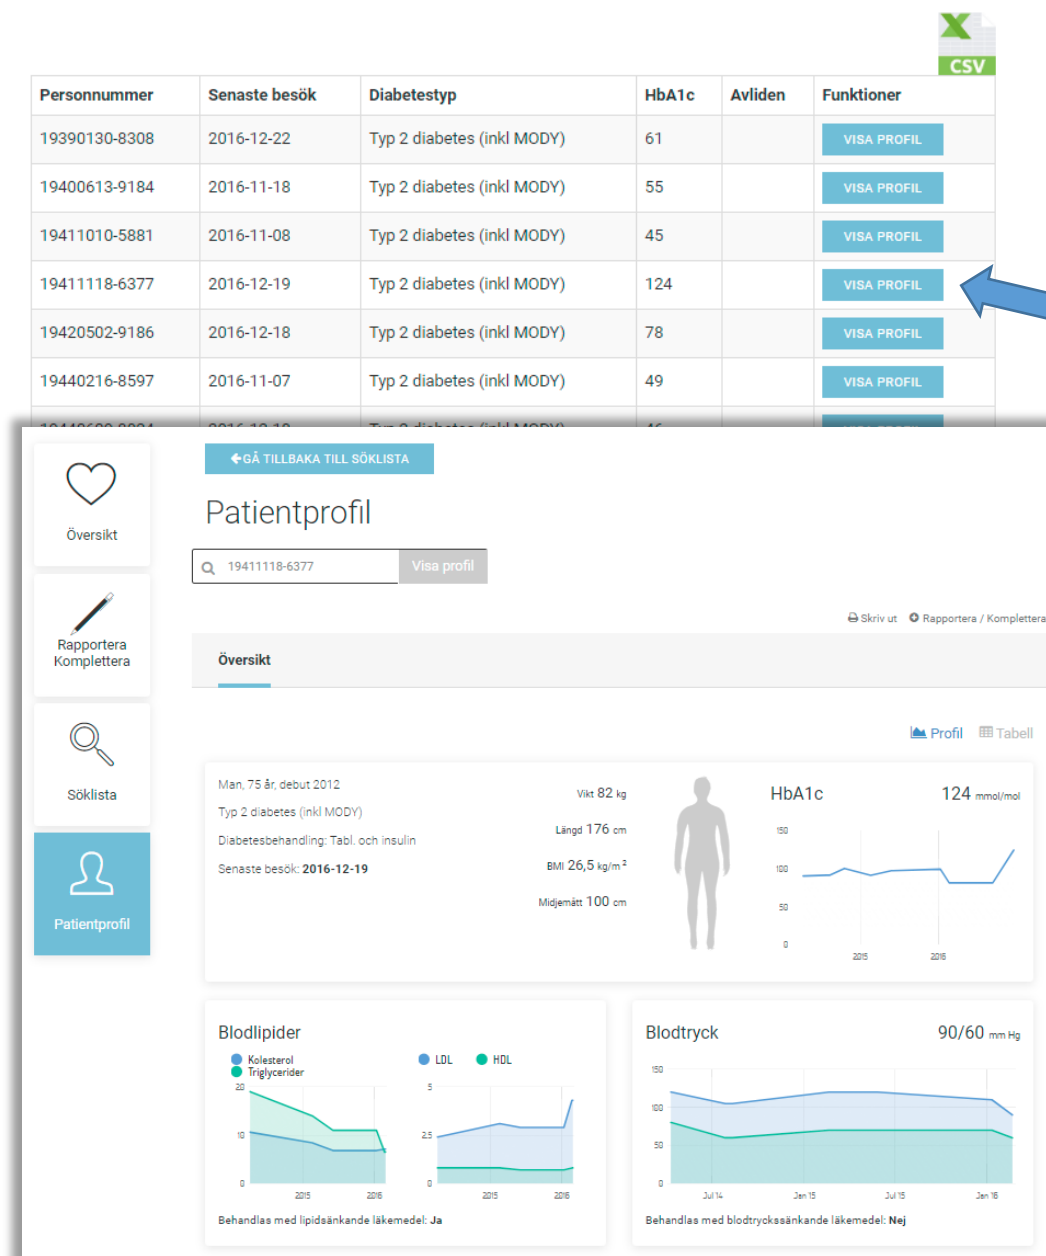 X
CSV
Personnummer Senaste besök Diabetestyp HbA1c Avliden Funktioner
19390130-8308 2016-12-22 Typ 2 diabetes (inkl MODY) 61 VISA PROFIL
19400613-9184 2016-11-18 Typ 2 diabetes (inkl MODY) 55 VISA PROFIL
19411010-5881 2016-11-08 Typ 2 diabetes (inkl MODY) 45 VISA PROFIL
19411118-6377 2016-12-19 Typ 2 diabetes (inkl MODY) 124 VISA PROFIL
19420502-9186 2016-12-18 Typ 2 diabetes (inkl MODY) 78 VISA PROFIL
19440216-8597 2016-11-07 Typ 2 diabetes (inkl MODY) 49 VISA PROFIL
GÅ TILLBAKA TILL SÖKLISTA
Översikt
Patientprofil
19411118-6377 Visa profil
Rapportera
Komplettera
Skriv ut Rapportera / Komplettera
Översikt
Söklista
Profil Tabell
Patientprofil
Man, 75 år, debut 2012
Typ 2 diabetes (inkl MODY)
Diabetesbehandling: Tabl. och insulin
Senaste besök: 2016-12-19
Vikt 82 kg
Längd 176 cm
BMI 26,5 kg/m²
Midjemått 100 cm
HbA1c 124 mmol/mol
150
100
50
0
2015 2016
Blodlipider
Kolesterol
Triglycerider
20
10
0
2015 2016
LDL HDL
5
2.5
0
2015 2016
Behandlas med lipidsänkande läkemedel: Ja
Blodtryck 90/60 mm Hg
150
100
50
0
Jul 14 Jan 15 Jul 15 Jan 16
Behandlas med blodtryckssänkande läkemedel: Nej